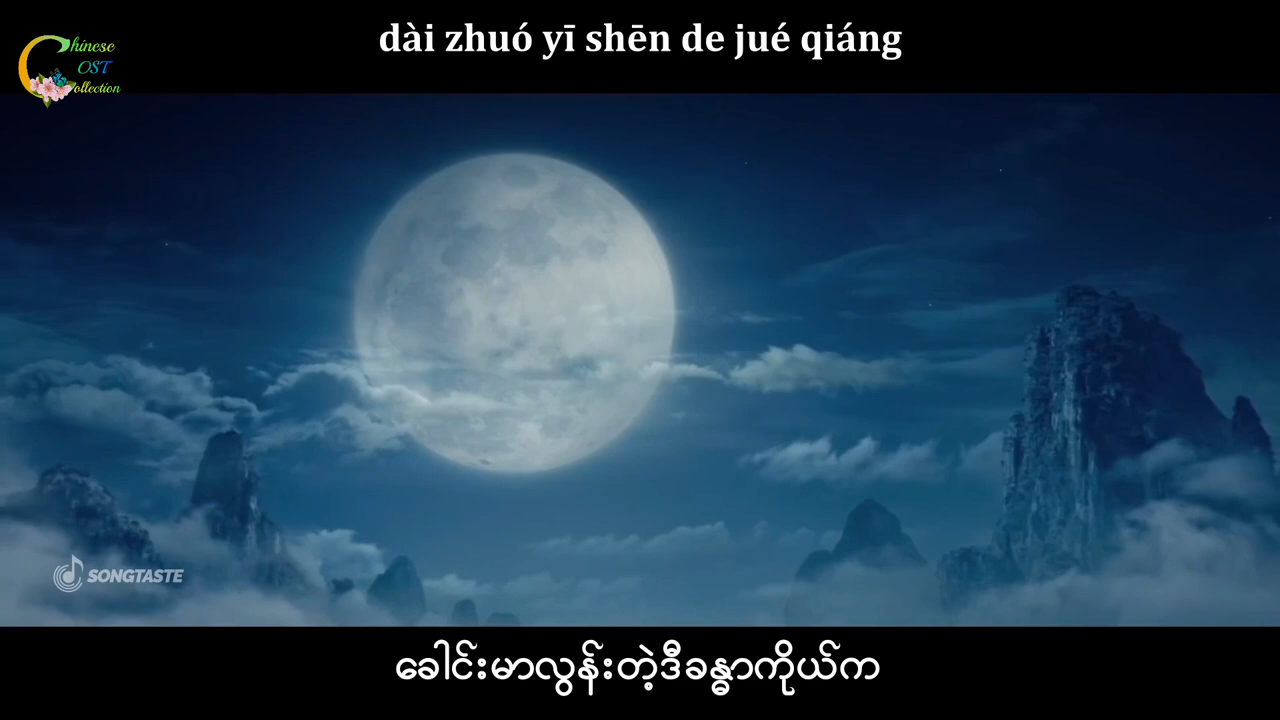 dài zhuó yī shēn de jué qiáng
Chinese
OST
Collection
SONGTASTE
ခေါင်းမာလွန်းတဲ့ဒီခန္ဓာကိုယ်က